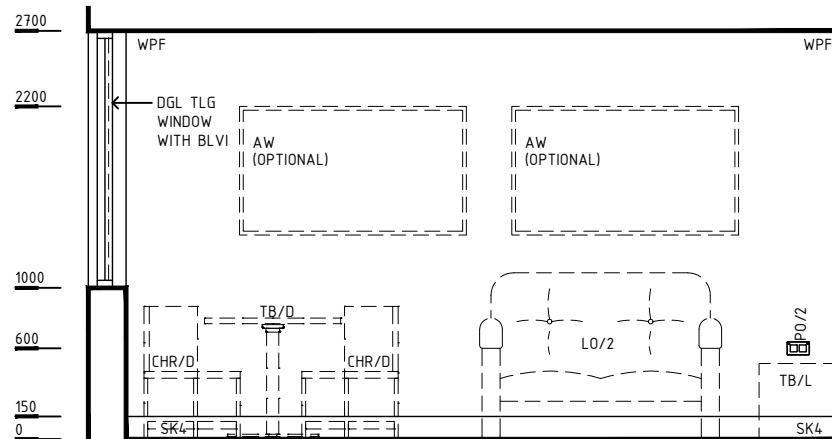 2700
WPF
WPF
2200
DGL TLG
WINDOW
WITH BLVI
AW
(OPTIONAL)
AW
(OPTIONAL)
1000
TB/D
600
CHR/D
CHR/D
LO/2
PO/2
TB/L
150
0
SK4
SK4